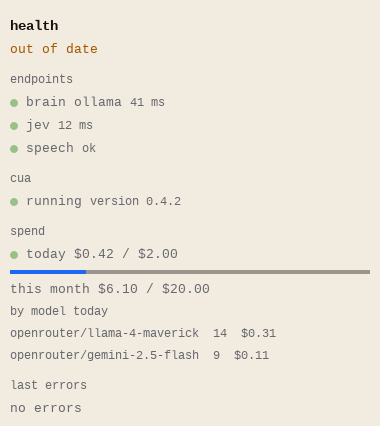 health
out of date
endpoints
brain ollama 41 ms
jev 12 ms
speech ok
cua
running version 0.4.2
spend
today $0.42 / $2.00
this month $6.10 / $20.00
by model today
openrouter/llama-4-maverick 14 $0.31
openrouter/gemini-2.5-flash 9 $0.11
last errors
no errors